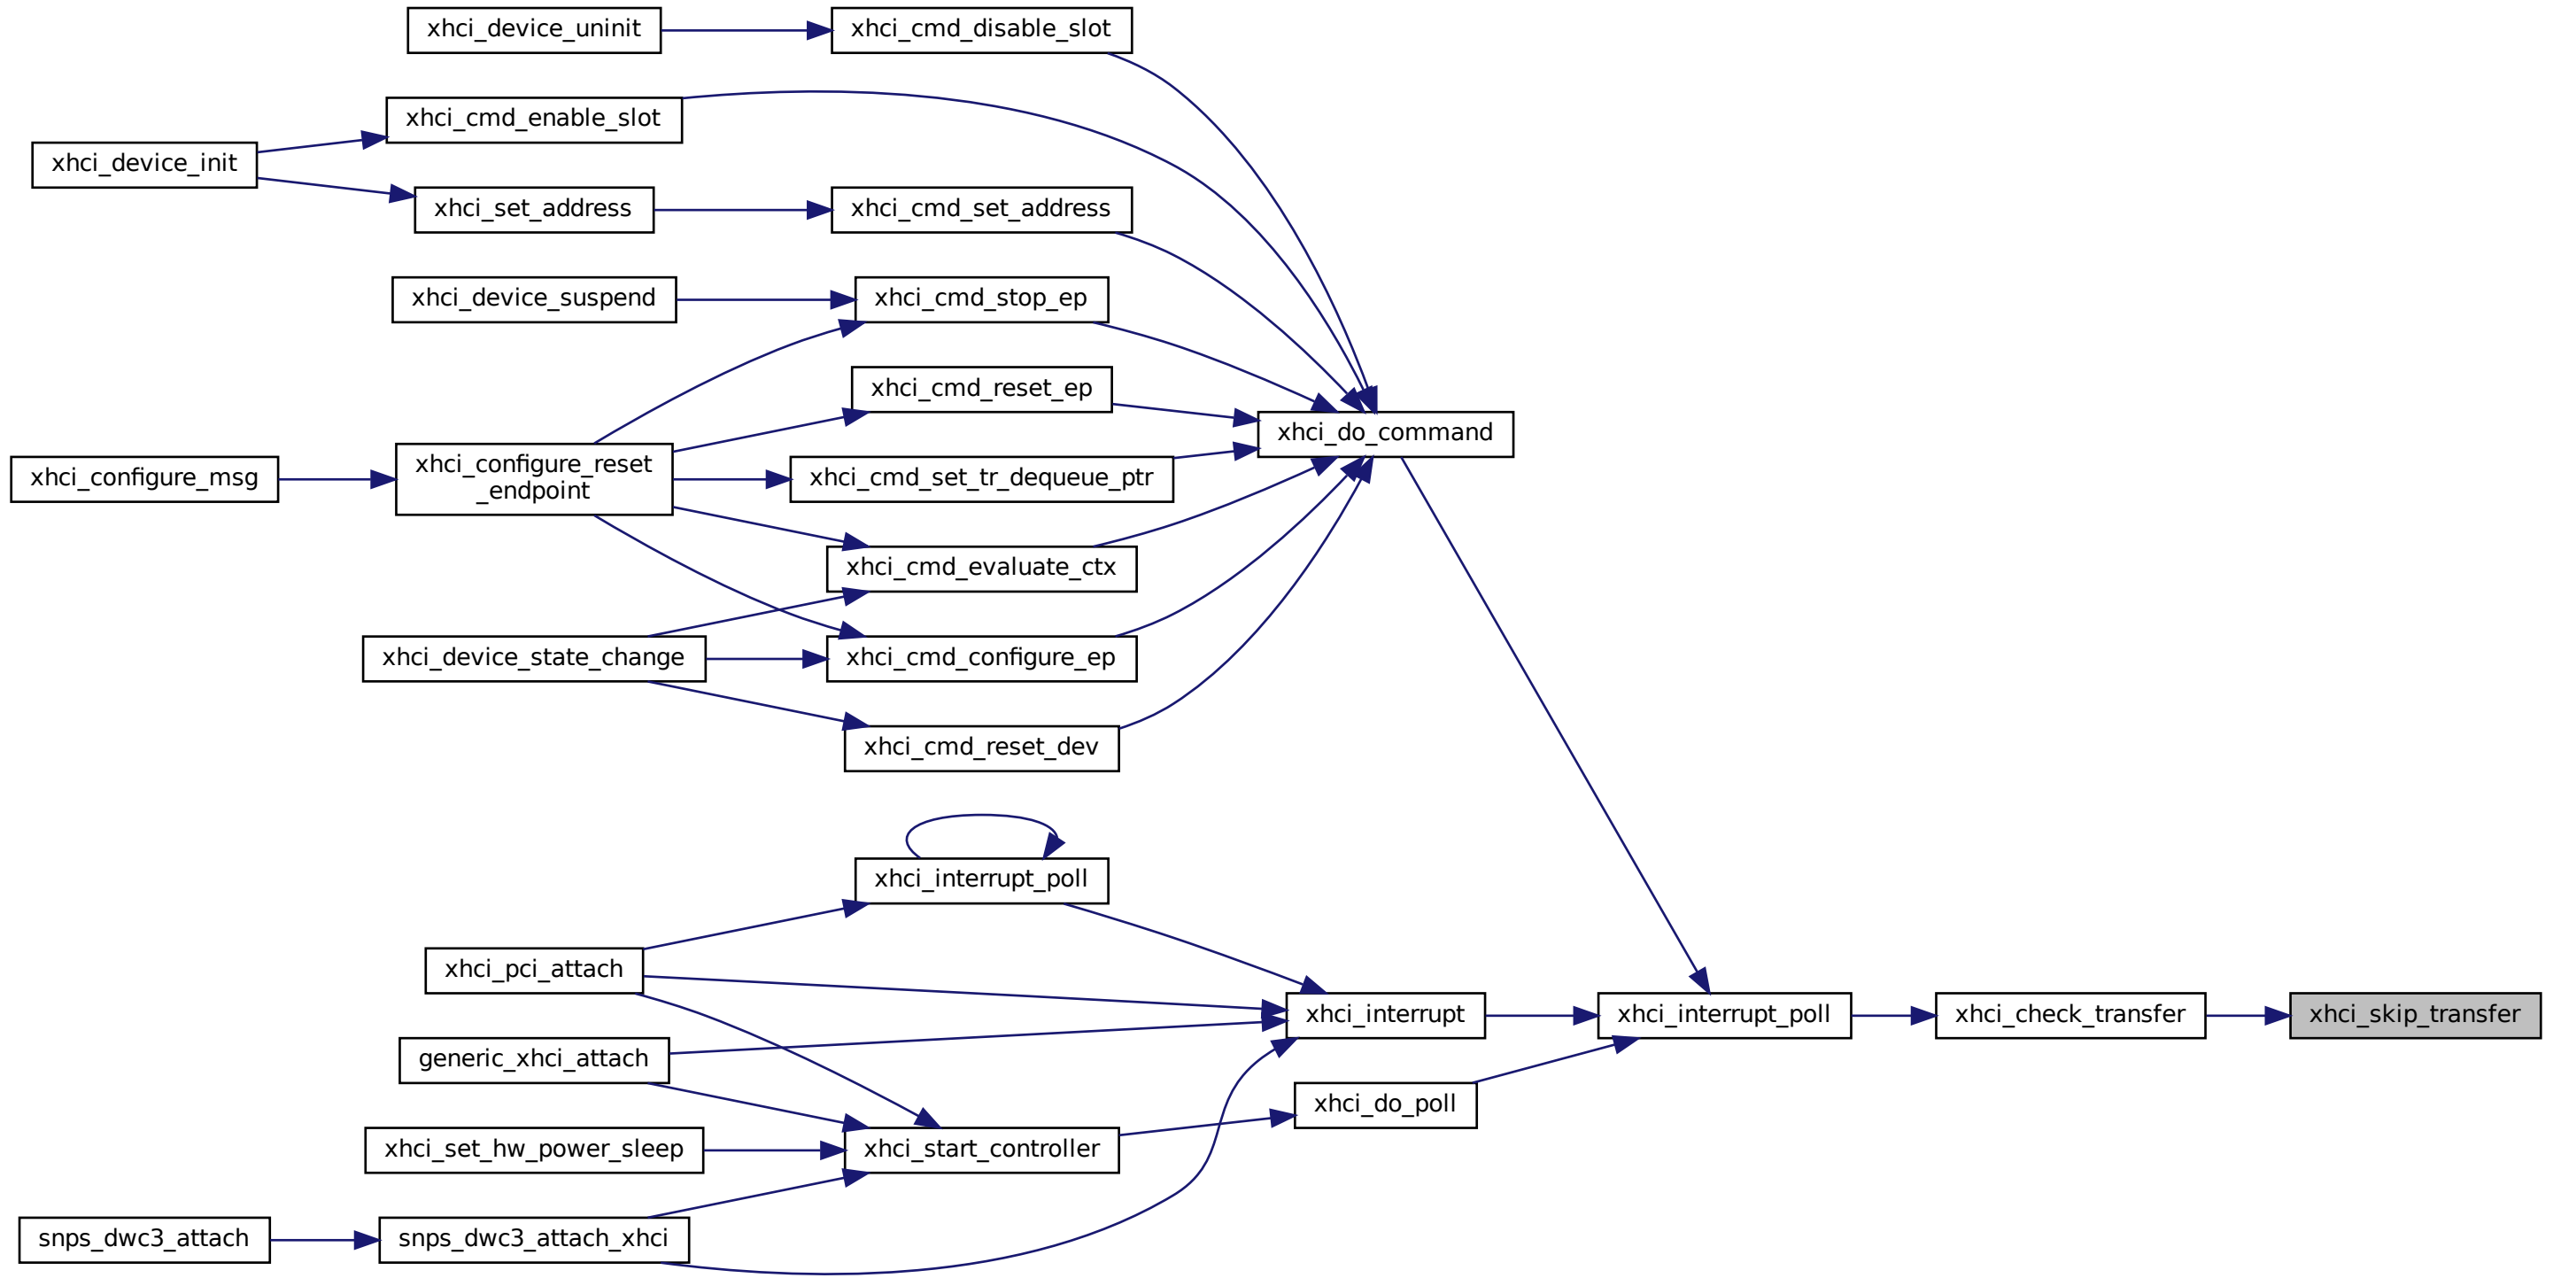 xhci_device_uninit
xhci_cmd_disable_slot
xhci_cmd_enable_slot
xhci_device_init
xhci_set_address
xhci_cmd_set_address
xhci_device_suspend
xhci_cmd_stop_ep
xhci_cmd_reset_ep
xhci_do_command
xhci_configure_msg
xhci_configure_reset
_endpoint
xhci_cmd_set_tr_dequeue_ptr
xhci_cmd_evaluate_ctx
xhci_device_state_change
xhci_cmd_configure_ep
xhci_cmd_reset_dev
xhci_interrupt_poll
xhci_pci_attach
xhci_interrupt
xhci_interrupt_poll
xhci_check_transfer
xhci_skip_transfer
generic_xhci_attach
xhci_do_poll
xhci_set_hw_power_sleep
xhci_start_controller
snps_dwc3_attach
snps_dwc3_attach_xhci